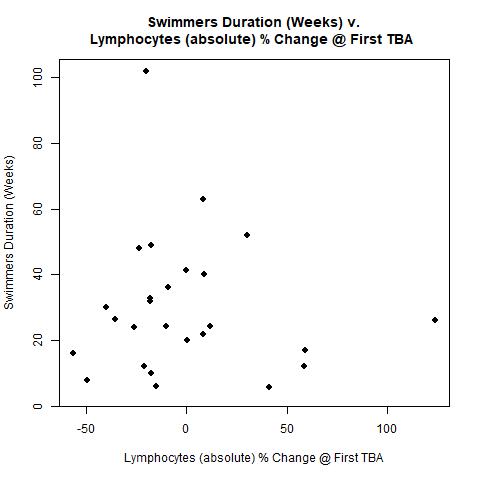 Swimmers Duration (Weeks) v.
Lymphocytes (absolute) % Change @ First TBA
Swimmers Duration (Weeks)
100
80
60
40
20
0
-50 0 50 100
Lymphocytes (absolute) % Change @ First TBA